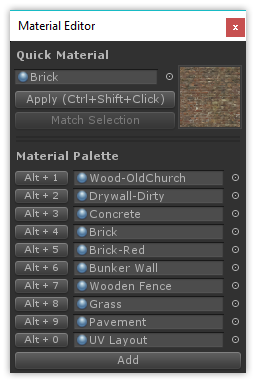 Material Editor
x
Quick Material
Brick
Apply (Ctrl+Shift+Click)
Match Selection
Material Palette
Alt + 1 Wood-OldChurch
Alt + 2 Drywall-Dirty
Alt + 3 Concrete
Alt + 4 Brick
Alt + 5 Brick-Red
Alt + 6 Bunker Wall
Alt + 7 Wooden Fence
Alt + 8 Grass
Alt + 9 Pavement
Alt + 0 UV Layout
Add